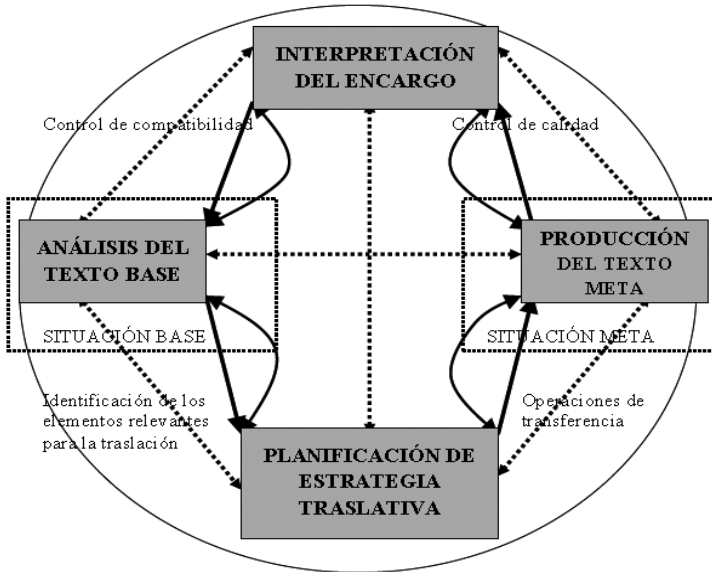 INTERPRETACIÓN
DEL ENCARGO
Control de compatibilidad
Control de calidad
ANÁLISIS DEL
TEXTO BASE
PRODUCCIÓN
DEL TEXTO
META
SITUACIÓN BASE
SITUACIÓN META
Identificación de los
elementos relevantes
para la traslación
Operaciones de
transferencia
PLANIFICACIÓN DE
ESTRATEGIA
TRASLATIVA